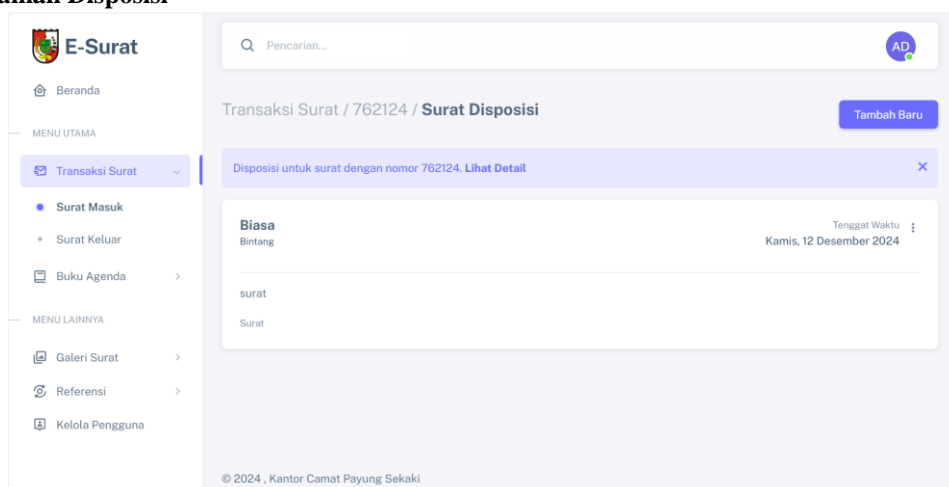 Disposisi
E-Surat
Pencarian...
AD
Beranda
MENU UTAMA
Transaksi Surat
Surat Masuk
Surat Keluar
Buku Agenda
MENU LAINNYA
Galeri Surat
Referensi
Kelola Pengguna
Transaksi Surat / 762124 / Surat Disposisi
Tambah Baru
Disposisi untuk surat dengan nomor 762124. Lihat Detail
Biasa
Bintang
Tenggat Waktu
Kamis, 12 Desember 2024
surat
Surat
© 2024 , Kantor Camat Payung Sekaki